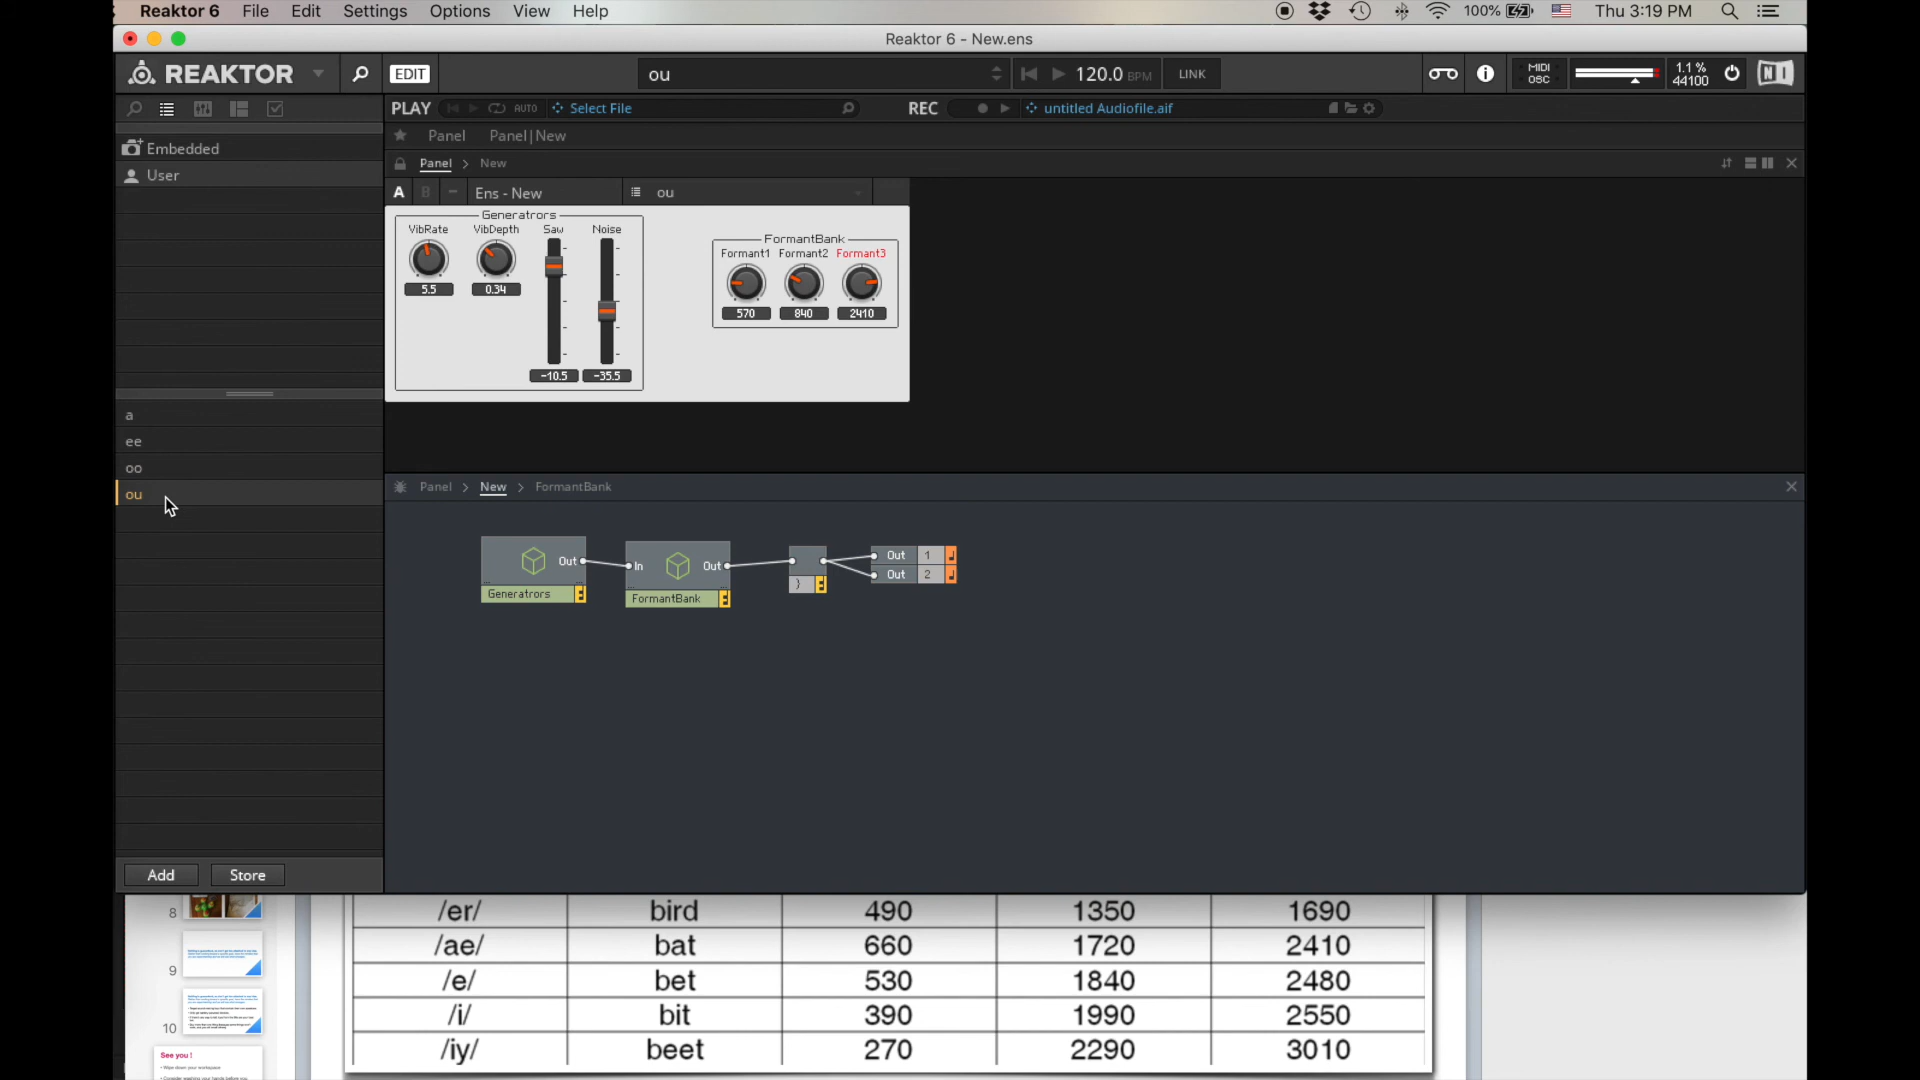 Reaktor 6 File Edit Settings Options View Help 100% Thu 3:19 PM
Reaktor 6 - New.ens
REAKTOR EDIT ou 120.0 BPM LINK MIDI OSC 1.1 % 44100
PLAY AUTO Select File REC untitled Audiofile.aif
Panel Panel|New
Embedded
Panel > New
User
A B Ens - New ou
Generatrors
VibRate VibDepth Saw Noise
5.5 0.34
-10.5 -35.5
FormantBank
Formant1 Formant2 Formant3
570 840 2410
a
ee
oo
ou
Panel > New > FormantBank
Out In Out Out 1
Out 2
Generatrors FormantBank }
Add Store
8
9
10
See you !
• Wipe down your workspace
/er/ bird 490 1350 1690
/ae/ bat 660 1720 2410
/e/ bet 530 1840 2480
/i/ bit 390 1990 2550
/iy/ beet 270 2290 3010